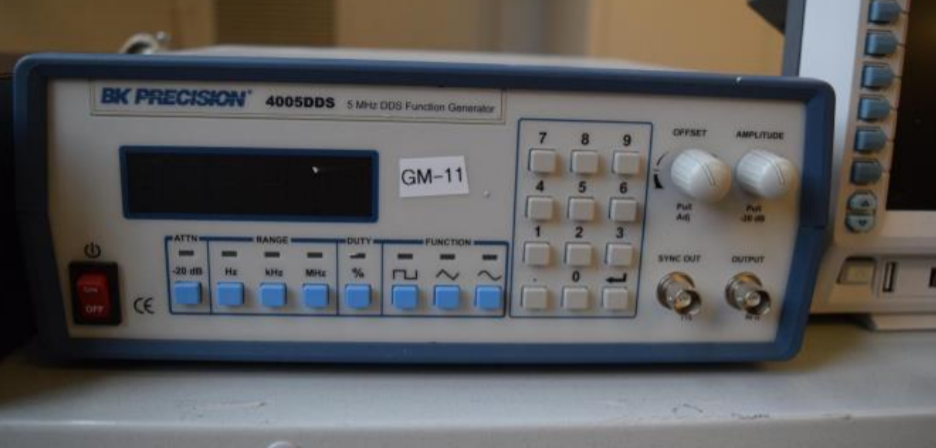 BK PRECISION® 4005DDS 5 MHz DDS Function Generator
GM-11
ATTN RANGE DUTY FUNCTION
-20 dB Hz kHz MHz %
OFF
CE
7 8 9
4 5 6
1 2 3
. 0
OFFSET AMPLITUDE
Pull
Adj
Pull
-20 dB
SYNC OUT OUTPUT